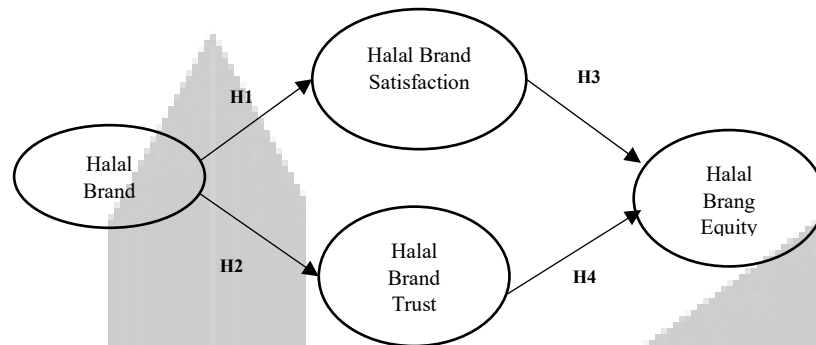 Halal Brand
Satisfaction
H1
H3
Halal
Brand
Halal
Brang
Equity
H2
Halal
Brand
Trust
H4